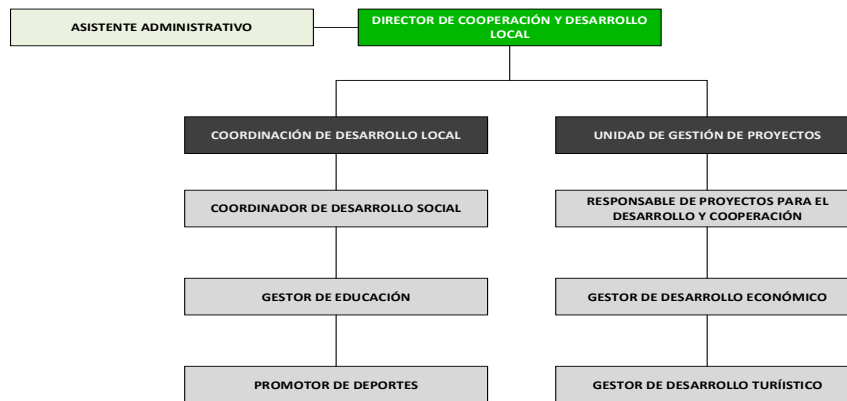 ASISTENTE ADMINISTRATIVO
DIRECTOR DE COOPERACIÓN Y DESARROLLO
LOCAL
COORDINACIÓN DE DESARROLLO LOCAL
UNIDAD DE GESTIÓN DE PROYECTOS
COORDINADOR DE DESARROLLO SOCIAL
RESPONSABLE DE PROYECTOS PARA EL
DESARROLLO Y COOPERACIÓN
GESTOR DE EDUCACIÓN
GESTOR DE DESARROLLO ECONÓMICO
PROMOTOR DE DEPORTES
GESTOR DE DESARROLLO TURÍISTICO